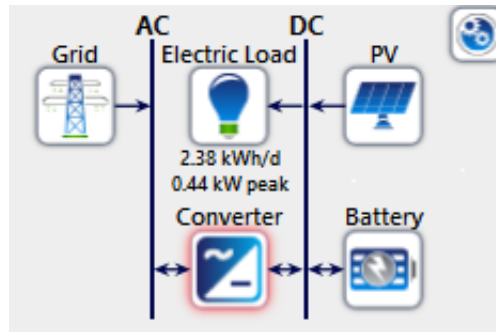 AC
DC
Grid
Electric Load
PV
2.38 kWh/d
0.44 kW peak
Converter
Battery